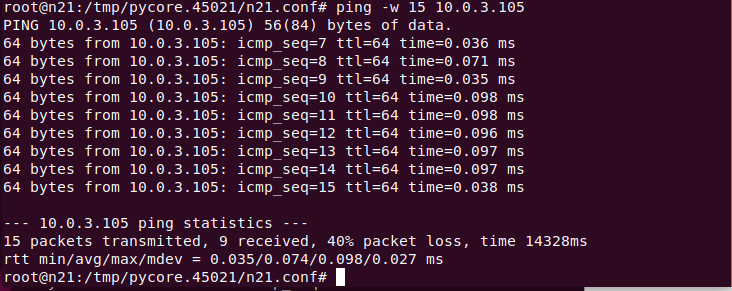 root@n21:/tmp/pycore.45021/n21.conf# ping -w 15 10.0.3.105
PING 10.0.3.105 (10.0.3.105) 56(84) bytes of data.
64 bytes from 10.0.3.105: icmp_seq=7 ttl=64 time=0.036 ms
64 bytes from 10.0.3.105: icmp_seq=8 ttl=64 time=0.071 ms
64 bytes from 10.0.3.105: icmp_seq=9 ttl=64 time=0.035 ms
64 bytes from 10.0.3.105: icmp_seq=10 ttl=64 time=0.098 ms
64 bytes from 10.0.3.105: icmp_seq=11 ttl=64 time=0.098 ms
64 bytes from 10.0.3.105: icmp_seq=12 ttl=64 time=0.096 ms
64 bytes from 10.0.3.105: icmp_seq=13 ttl=64 time=0.097 ms
64 bytes from 10.0.3.105: icmp_seq=14 ttl=64 time=0.097 ms
64 bytes from 10.0.3.105: icmp_seq=15 ttl=64 time=0.038 ms
--- 10.0.3.105 ping statistics ---
15 packets transmitted, 9 received, 40% packet loss, time 14328ms
rtt min/avg/max/mdev = 0.035/0.074/0.098/0.027 ms
root@n21:/tmp/pycore.45021/n21.conf#